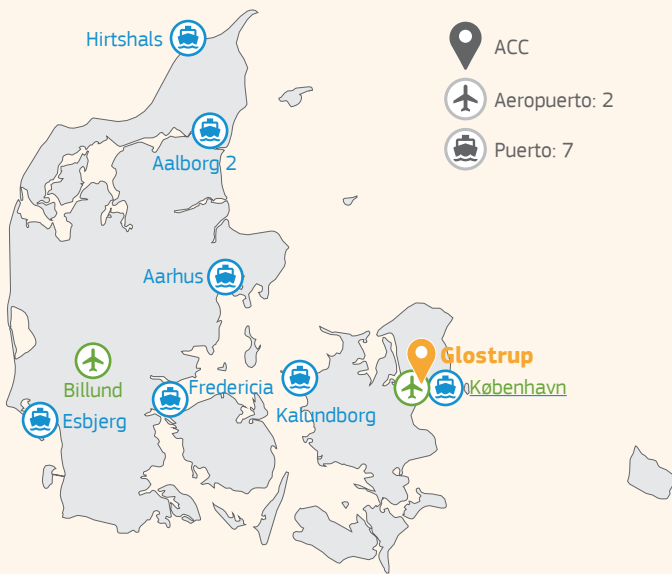 Hirtshals
ACC
Aeropuerto: 2
Aalborg 2
Puerto: 7
Aarhus
Glostrup
Billund
Fredericia
København
Kalundborg
Esbjerg